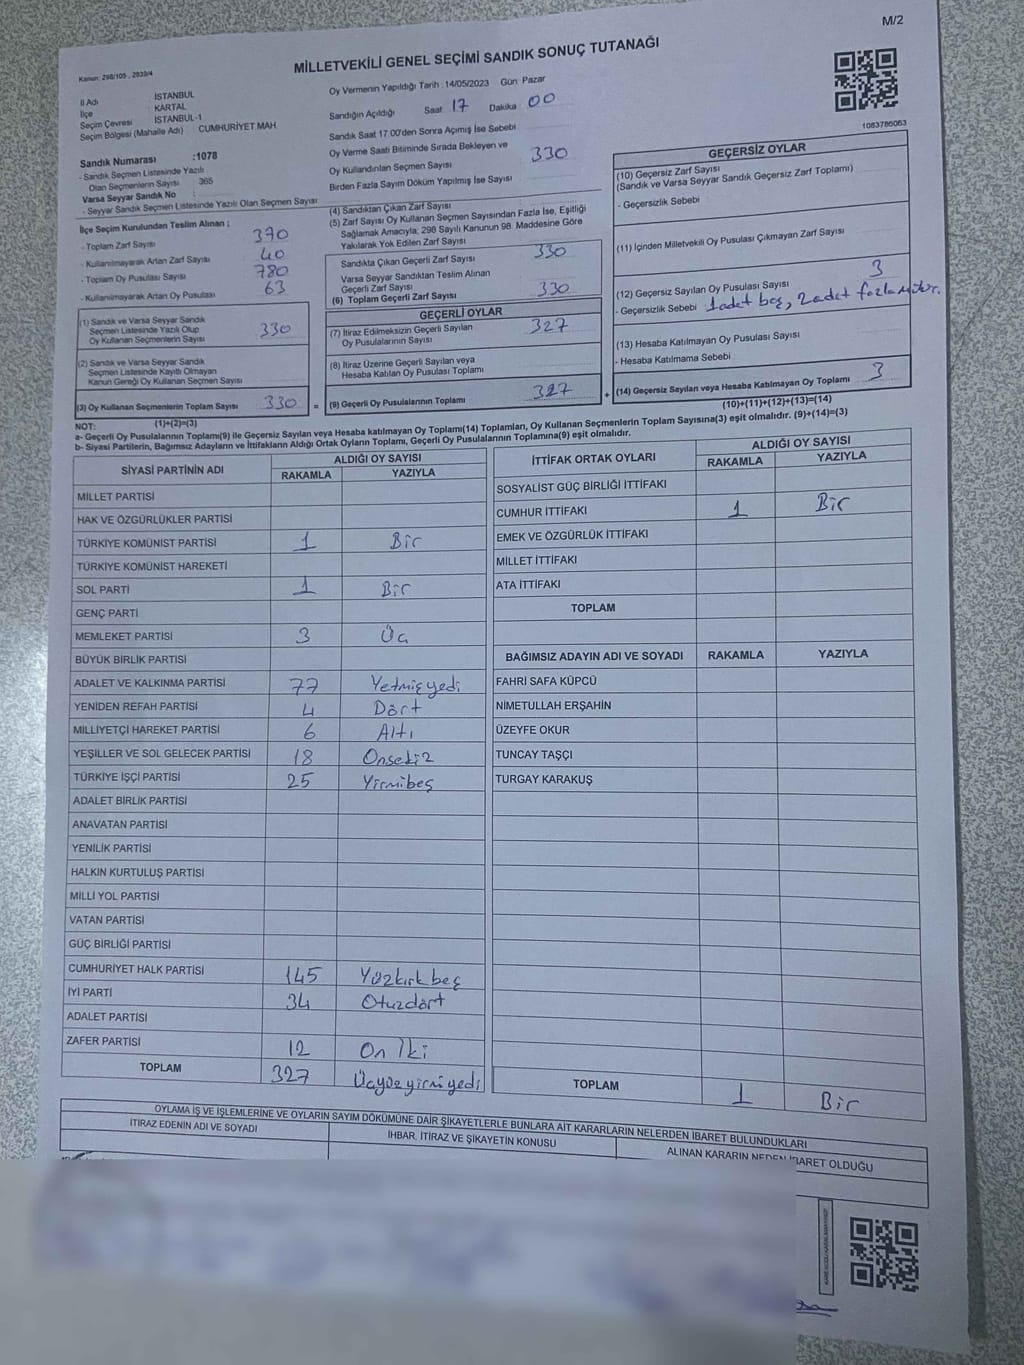 M/2
Kanun: 298/105 , 2839/4
MİLLETVEKİLİ GENEL SEÇİMİ SANDIK SONUÇ TUTANAĞI
İl Adı İSTANBUL
İlçe KARTAL
Seçim Çevresi İSTANBUL-1
Seçim Bölgesi (Mahalle Adı) CUMHURİYET MAH.
Sandık Numarası :1078
- Sandık Seçmen Listesinde Yazılı
Olan Seçmenlerin Sayısı 365
Varsa Seyyar Sandık No :
- Seyyar Sandık Seçmen Listesinde Yazılı Olan Seçmen Sayısı
İlçe Seçim Kurulundan Teslim Alınan :
- Toplam Zarf Sayısı 370
- Kullanılmayarak Artan Zarf Sayısı 40
- Toplam Oy Pusulası Sayısı 780
- Kullanılmayarak Artan Oy Pusulası 63
(1) Sandık ve Varsa Seyyar Sandık
Seçmen Listesinde Yazılı Olup
Oy Kullanan Seçmenlerin Sayısı 330
(2) Sandık ve Varsa Seyyar Sandık
Seçmen Listesinde Kayıtlı Olmayan
Kanun Gereği Oy Kullanan Seçmen Sayısı
(3) Oy Kullanan Seçmenlerin Toplam Sayısı 330 =
(1)+(2)=(3)
Oy Vermenin Yapıldığı Tarih : 14/05/2023 Gün Pazar
Sandığın Açıldığı Saat 17 Dakika 00
Sandık Saat 17.00'den Sonra Açılmış İse Sebebi
Oy Verme Saati Bitiminde Sırada Bekleyen ve
Oy Kullandırılan Seçmen Sayısı 330
Birden Fazla Sayım Döküm Yapılmış İse Sayısı
(4) Sandıktan Çıkan Zarf Sayısı
(5) Zarf Sayısı Oy Kullanan Seçmen Sayısından Fazla İse, Eşitliği
Sağlamak Amacıyla, 298 Sayılı Kanunun 98. Maddesine Göre
Yakılarak Yok Edilen Zarf Sayısı
Sandıkta Çıkan Geçerli Zarf Sayısı 330
Varsa Seyyar Sandıktan Teslim Alınan
Geçerli Zarf Sayısı
(6) Toplam Geçerli Zarf Sayısı 330
GEÇERLİ OYLAR
(7) İtiraz Edilmeksizin Geçerli Sayılan
Oy Pusulalarının Sayısı 327
(8) İtiraz Üzerine Geçerli Sayılan veya
Hesaba Katılan Oy Pusulası Toplamı
(9) Geçerli Oy Pusulalarının Toplamı 327 +
1083786063
GEÇERSİZ OYLAR
(10) Geçersiz Zarf Sayısı
(Sandık ve Varsa Seyyar Sandık Geçersiz Zarf Toplamı)
- Geçersizlik Sebebi
(11) İçinden Milletvekili Oy Pusulası Çıkmayan Zarf Sayısı
(12) Geçersiz Sayılan Oy Pusulası Sayısı 3
- Geçersizlik Sebebi 1 adet boş, 2 adet fazla mühür.
(13) Hesaba Katılmayan Oy Pusulası Sayısı
- Hesaba Katılmama Sebebi
(14) Geçersiz Sayılan veya Hesaba Katılmayan Oy Toplamı 3
(10)+(11)+(12)+(13)=(14)
NOT:
a- Geçerli Oy Pusulalarının Toplamı(9) ile Geçersiz Sayılan veya Hesaba katılmayan Oy Toplamı(14) Toplamları, Oy Kullanan Seçmenlerin Toplam Sayısına(3) eşit olmalıdır. (9)+(14)=(3)
b- Siyasi Partilerin, Bağımsız Adayların ve İttifakların Aldığı Ortak Oyların Toplamı, Geçerli Oy Pusulalarının Toplamına(9) eşit olmalıdır.
SİYASİ PARTİNİN ADI ALDIĞI OY SAYISI
RAKAMLA YAZIYLA
MİLLET PARTİSİ
HAK VE ÖZGÜRLÜKLER PARTİSİ
TÜRKİYE KOMÜNİST PARTİSİ 1 Bir
TÜRKİYE KOMÜNİST HAREKETİ
SOL PARTİ 1 Bir
GENÇ PARTİ
MEMLEKET PARTİSİ 3 Üç
BÜYÜK BİRLİK PARTİSİ
ADALET VE KALKINMA PARTİSİ 77 Yetmişyedi
YENİDEN REFAH PARTİSİ 4 Dört
MİLLİYETÇİ HAREKET PARTİSİ 6 Altı
YEŞİLLER VE SOL GELECEK PARTİSİ 18 Onsekiz
TÜRKİYE İŞÇİ PARTİSİ 25 Yirmibeş
ADALET BİRLİK PARTİSİ
ANAVATAN PARTİSİ
YENİLİK PARTİSİ
HALKIN KURTULUŞ PARTİSİ
MİLLİ YOL PARTİSİ
VATAN PARTİSİ
GÜÇ BİRLİĞİ PARTİSİ
CUMHURİYET HALK PARTİSİ 145 Yüzkırkbeş
İYİ PARTİ 34 Otuzdört
ADALET PARTİSİ
ZAFER PARTİSİ 12 On İki
TOPLAM 327 Üçyüzyirmiyedi
İTTİFAK ORTAK OYLARI ALDIĞI OY SAYISI
RAKAMLA YAZIYLA
SOSYALİST GÜÇ BİRLİĞİ İTTİFAKI
CUMHUR İTTİFAKI 1 Bir
EMEK VE ÖZGÜRLÜK İTTİFAKI
MİLLET İTTİFAKI
ATA İTTİFAKI
TOPLAM
BAĞIMSIZ ADAYIN ADI VE SOYADI RAKAMLA YAZIYLA
FAHRİ SAFA KÜPCÜ
NİMETULLAH ERŞAHİN
ÜZEYFE OKUR
TUNCAY TAŞÇI
TURGAY KARAKUŞ
TOPLAM 1 Bir
OYLAMA İŞ VE İŞLEMLERİNE VE OYLARIN SAYIM DÖKÜMÜNE DAİR ŞİKAYETLERLE BUNLARA AİT KARARLARIN NELERDEN İBARET BULUNDUKLARI
İTİRAZ EDENİN ADI VE SOYADI İHBAR, İTİRAZ VE ŞİKAYETİN KONUSU ALINAN KARARIN NEDEN İBARET OLDUĞU